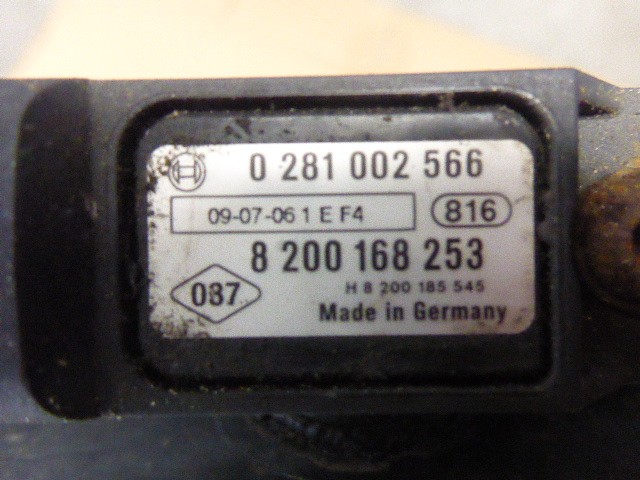 0 281 002 566
09-07-06 1 E F4 816
8 200 168 253
087 H 8 200 185 545
Made in Germany